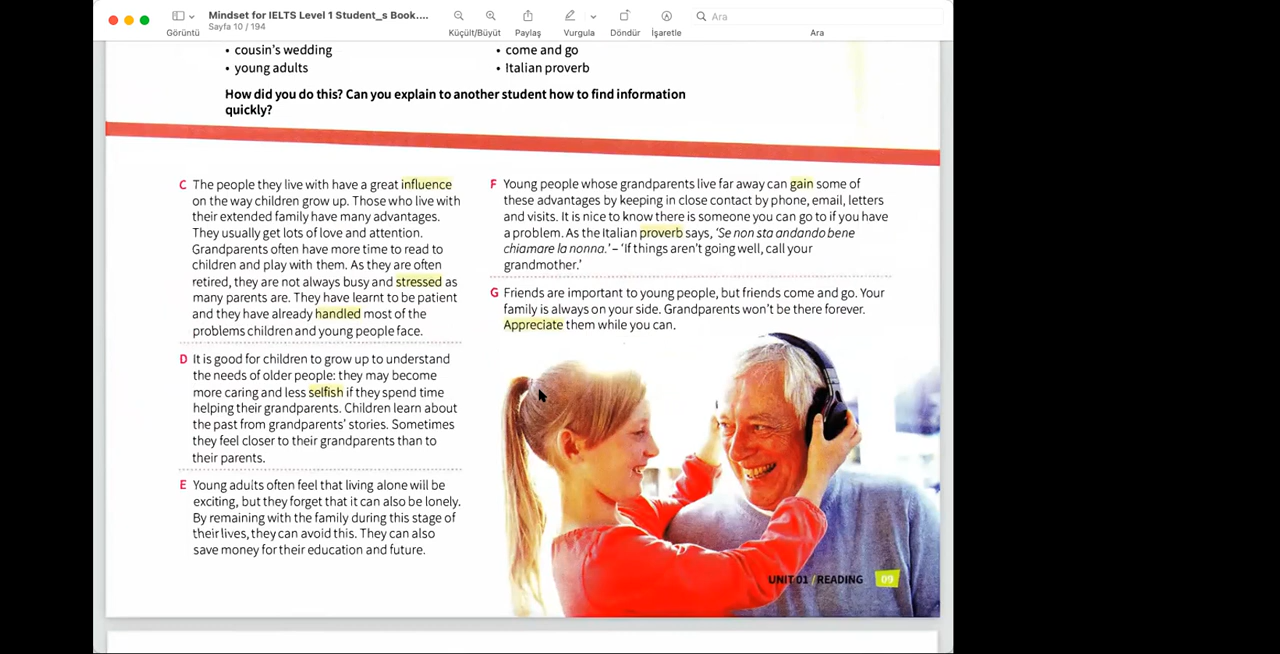 Mindset for IELTS Level 1 Student_s Book....
Sayfa 10 / 194
Görüntü
Küçült/Büyüt
Paylaş
Vurgula
Döndür
İşaretle
Ara
Ara
• cousin's wedding
• young adults
• come and go
• Italian proverb
How did you do this? Can you explain to another student how to find information
quickly?
C The people they live with have a great influence
on the way children grow up. Those who live with
their extended family have many advantages.
They usually get lots of love and attention.
Grandparents often have more time to read to
children and play with them. As they are often
retired, they are not always busy and stressed as
many parents are. They have learnt to be patient
and they have already handled most of the
problems children and young people face.
D It is good for children to grow up to understand
the needs of older people: they may become
more caring and less selfish if they spend time
helping their grandparents. Children learn about
the past from grandparents' stories. Sometimes
they feel closer to their grandparents than to
their parents.
E Young adults often feel that living alone will be
exciting, but they forget that it can also be lonely.
By remaining with the family during this stage of
their lives, they can avoid this. They can also
save money for their education and future.
F Young people whose grandparents live far away can gain some of
these advantages by keeping in close contact by phone, email, letters
and visits. It is nice to know there is someone you can go to if you have
a problem. As the Italian proverb says, 'Se non sta andando bene
chiamare la nonna.' – 'If things aren't going well, call your
grandmother.'
G Friends are important to young people, but friends come and go. Your
family is always on your side. Grandparents won't be there forever.
Appreciate them while you can.
UNIT 01 / READING 09